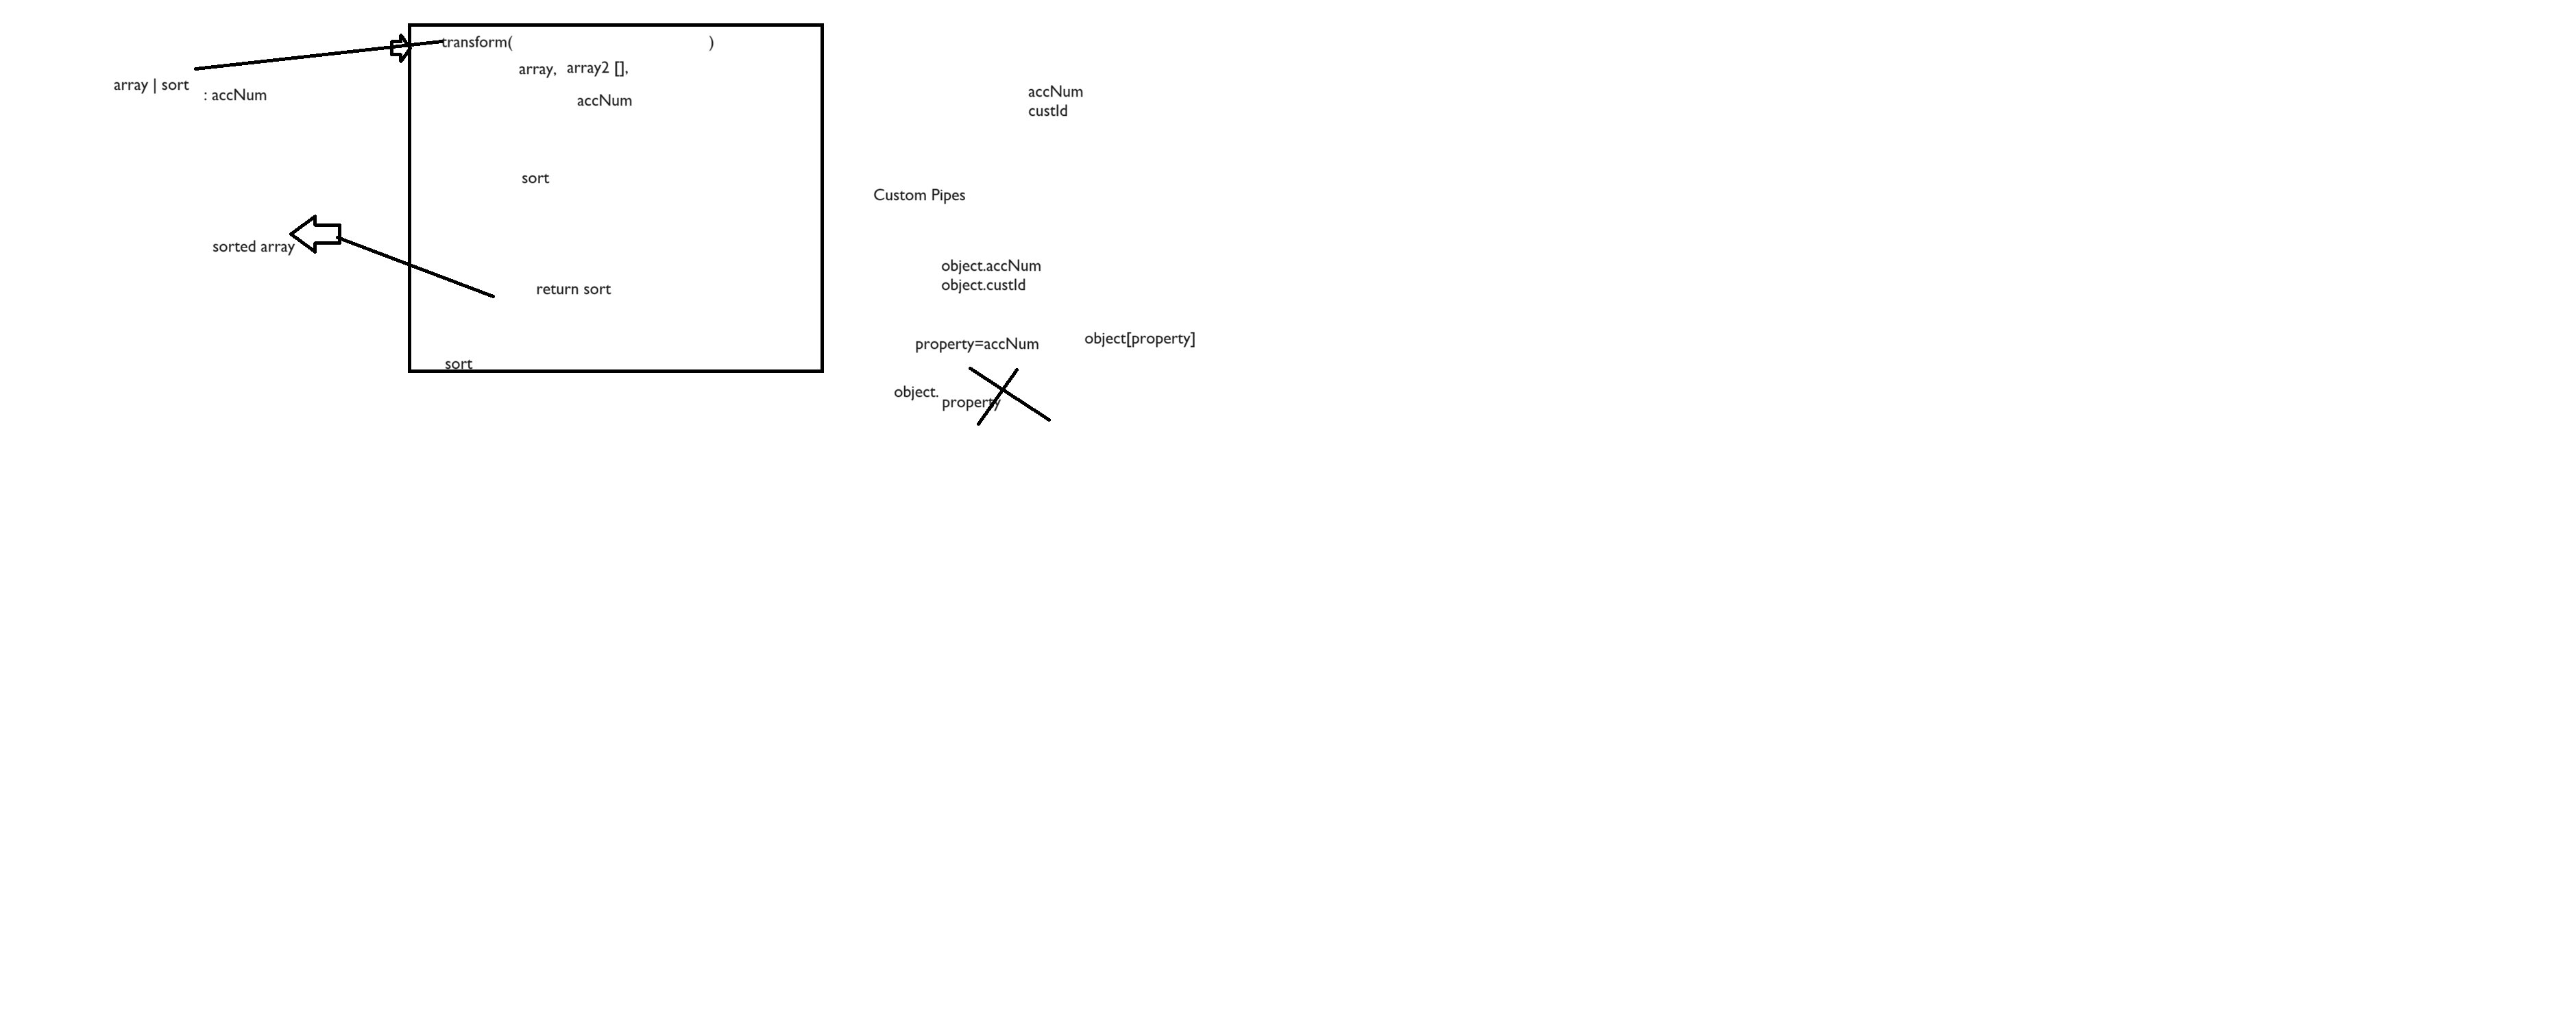 transform( )
array | sort
: accNum
array, array2 [],
accNum
sort
sorted array
return sort
sort
accNum
custId
Custom Pipes
object.accNum
object.custId
property=accNum
object[property]
object.
property